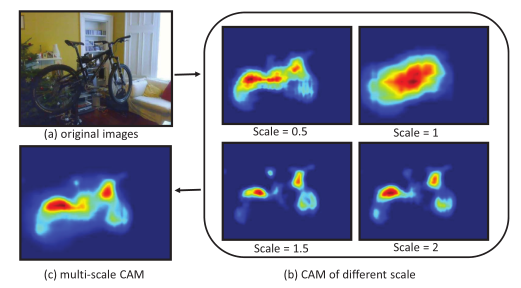 (a) original images
Scale = 0.5
Scale = 1
Scale = 1.5
Scale = 2
(c) multi-scale CAM
(b) CAM of different scale